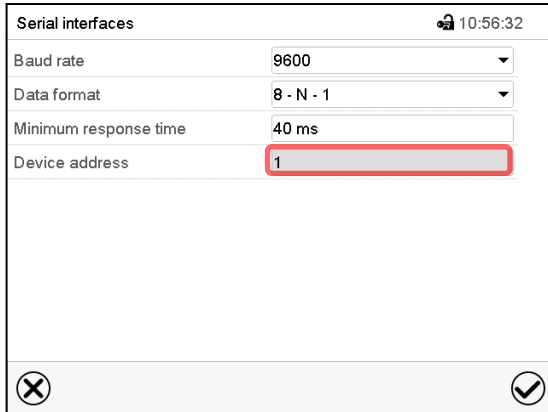 Serial interfaces 10:56:32
Baud rate 9600
Data format 8 - N - 1
Minimum response time 40 ms
Device address 1